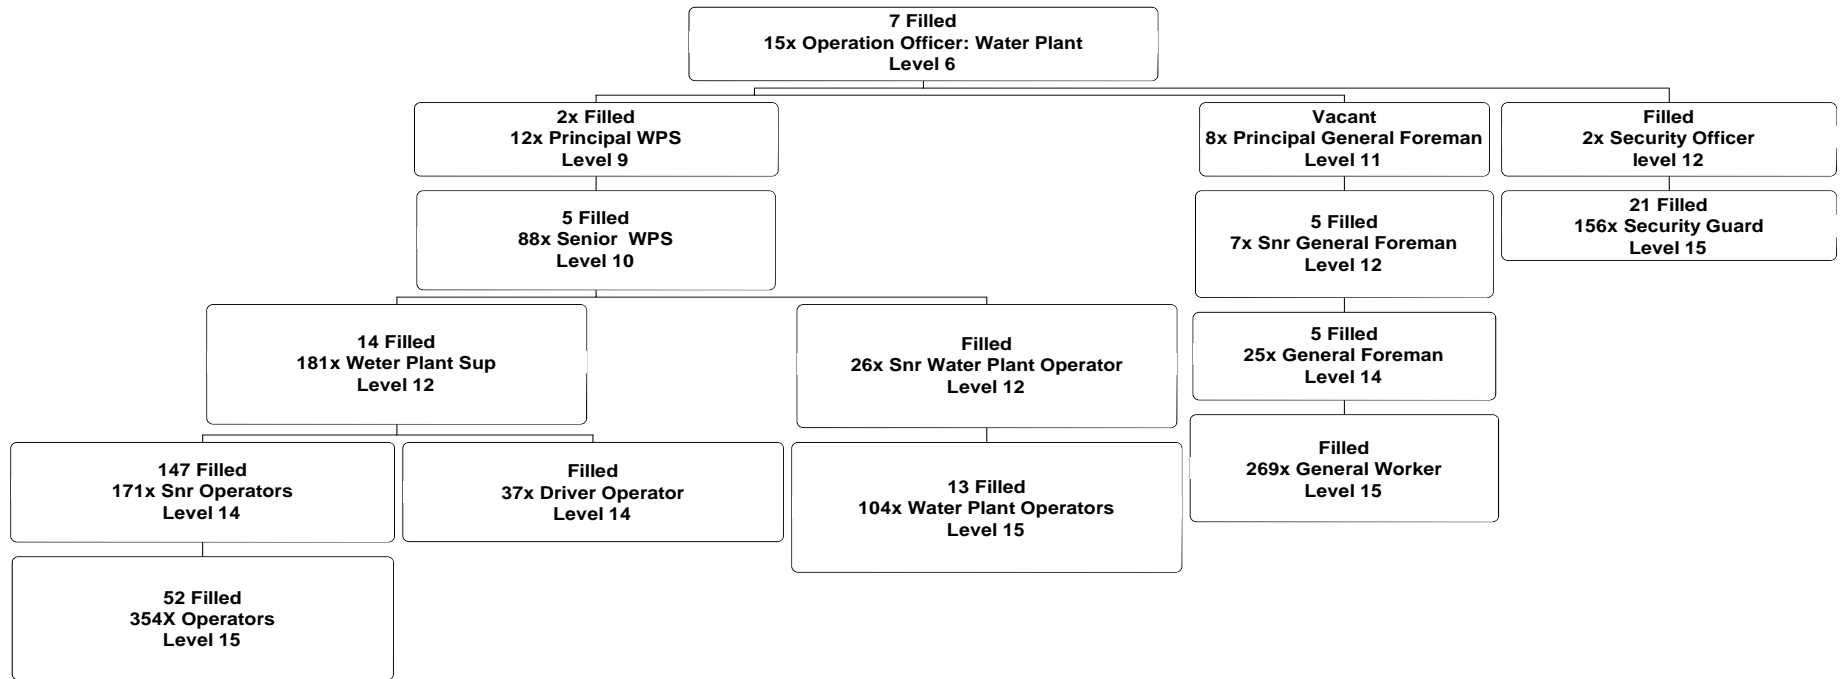 7 Filled
15x Operation Officer: Water Plant
Level 6
2x Filled
12x Principal WPS
Level 9
Vacant
8x Principal General Foreman
Level 11
Filled
2x Security Officer
level 12
5 Filled
88x Senior  WPS
Level 10
5 Filled
7x Snr General Foreman
Level 12
21 Filled
156x Security Guard
Level 15
14 Filled
181x Weter Plant Sup
Level 12
Filled
26x Snr Water Plant Operator
Level 12
5 Filled
25x General Foreman
Level 14
147 Filled
171x Snr Operators
Level 14
Filled
37x Driver Operator
Level 14
13 Filled
104x Water Plant Operators
Level 15
Filled
269x General Worker
Level 15
52 Filled
354X Operators
Level 15